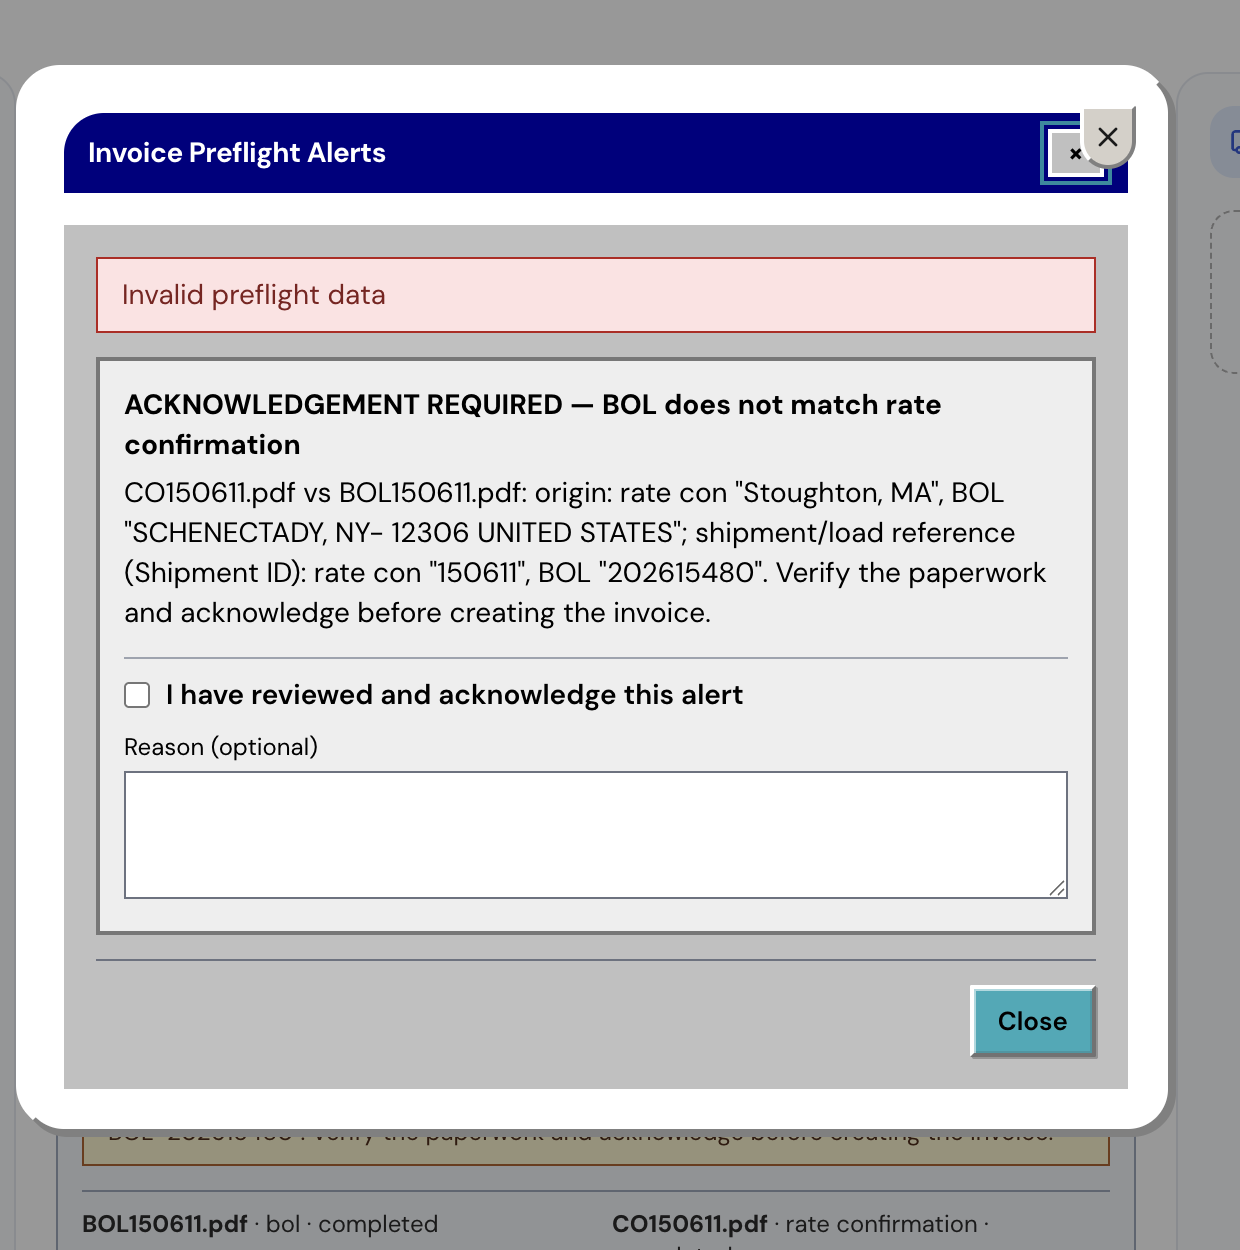 Invoice Preflight Alerts
×
Invalid preflight data
ACKNOWLEDGEMENT REQUIRED — BOL does not match rate
confirmation
CO150611.pdf vs BOL150611.pdf: origin: rate con "Stoughton, MA", BOL
"SCHENECTADY, NY- 12306 UNITED STATES"; shipment/load reference
(Shipment ID): rate con "150611", BOL "202615480". Verify the paperwork
and acknowledge before creating the invoice.
I have reviewed and acknowledge this alert
Reason (optional)
Close
BOL150611.pdf · bol · completed
CO150611.pdf · rate confirmation ·